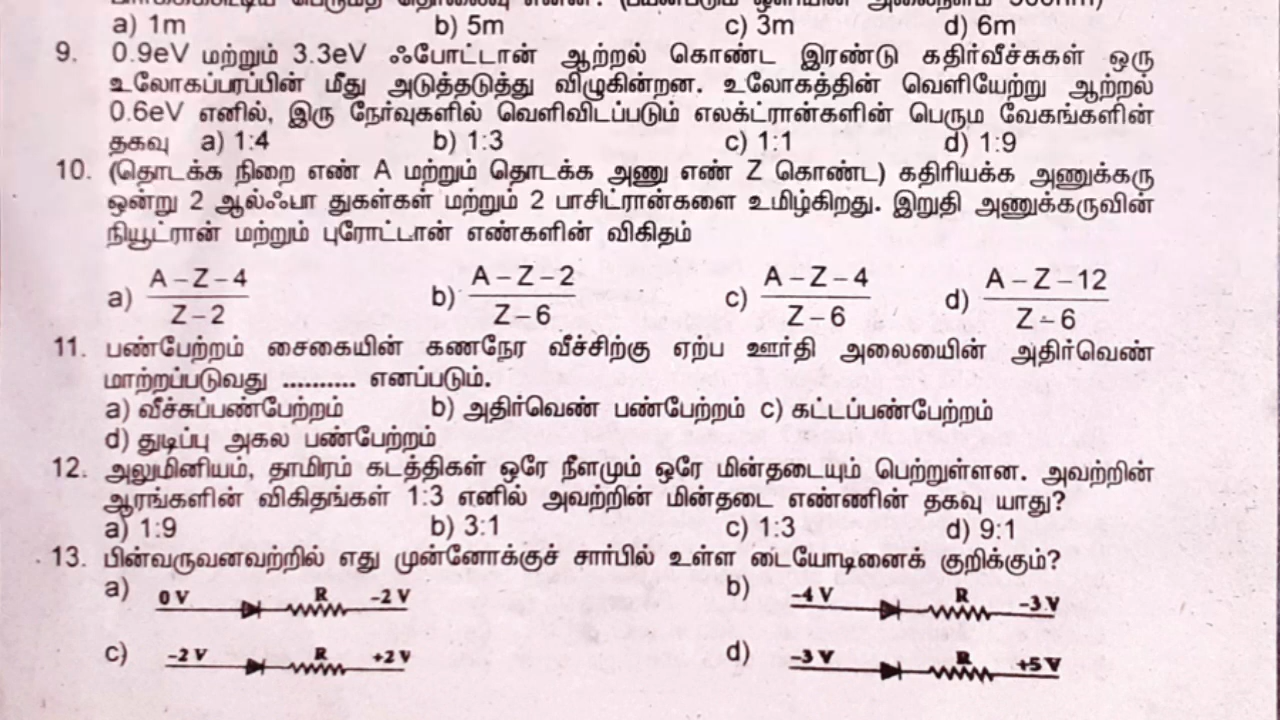 a) 1m b) 5m c) 3m d) 6m
9. 0.9eV மற்றும் 3.3eV ஃபோட்டான் ஆற்றல் கொண்ட இரண்டு கதிர்வீச்சுகள் ஒரு
உலோகப்பரப்பின் மீது அடுத்தடுத்து விழுகின்றன. உலோகத்தின் வெளியேற்று ஆற்றல்
0.6eV எனில், இரு நேர்வுகளில் வெளிவிடப்படும் எலக்ட்ரான்களின் பெரும வேகங்களின்
தகவு a) 1:4 b) 1:3 c) 1:1 d) 1:9
10. (தொடக்க நிறை எண் A மற்றும் தொடக்க அணு எண் Z கொண்ட) கதிரியக்க அணுக்கரு
ஒன்று 2 ஆல்ஃபா துகள்கள் மற்றும் 2 பாசிட்ரான்களை உமிழ்கிறது. இறுதி அணுக்கருவின்
நியூட்ரான் மற்றும் புரோட்டான் எண்களின் விகிதம்
a) A – Z – 4 / Z – 2 b) A – Z – 2 / Z – 6 c) A – Z – 4 / Z – 6 d) A – Z – 12 / Z – 6
11. பண்பேற்றம் சைகையின் கணநேர வீச்சிற்கு ஏற்ப ஊர்தி அலையின் அதிர்வெண்
மாற்றப்படுவது .......... எனப்படும்.
a) வீச்சுப்பண்பேற்றம் b) அதிர்வெண் பண்பேற்றம் c) கட்டப்பண்பேற்றம்
d) துடிப்பு அகல பண்பேற்றம்
12. அலுமினியம், தாமிரம் கடத்திகள் ஒரே நீளமும் ஒரே மின்தடையும் பெற்றுள்ளன. அவற்றின்
ஆரங்களின் விகிதங்கள் 1:3 எனில் அவற்றின் மின்தடை எண்ணின் தகவு யாது?
a) 1:9 b) 3:1 c) 1:3 d) 9:1
13. பின்வருவனவற்றில் எது முன்னோக்குச் சார்பில் உள்ள டையோடினைக் குறிக்கும்?
a) 0 V R –2 V b) –4 V R –3 V
c) –2 V R +2 V d) –3 V R +5 V